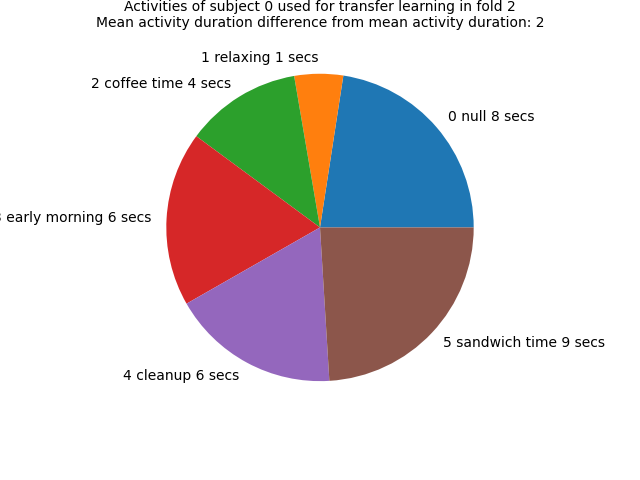 Activities of subject 0 used for transfer learning in fold 2
Mean activity duration difference from mean activity duration: 2
1 relaxing 1 secs
2 coffee time 4 secs
0 null 8 secs
3 early morning 6 secs
5 sandwich time 9 secs
4 cleanup 6 secs